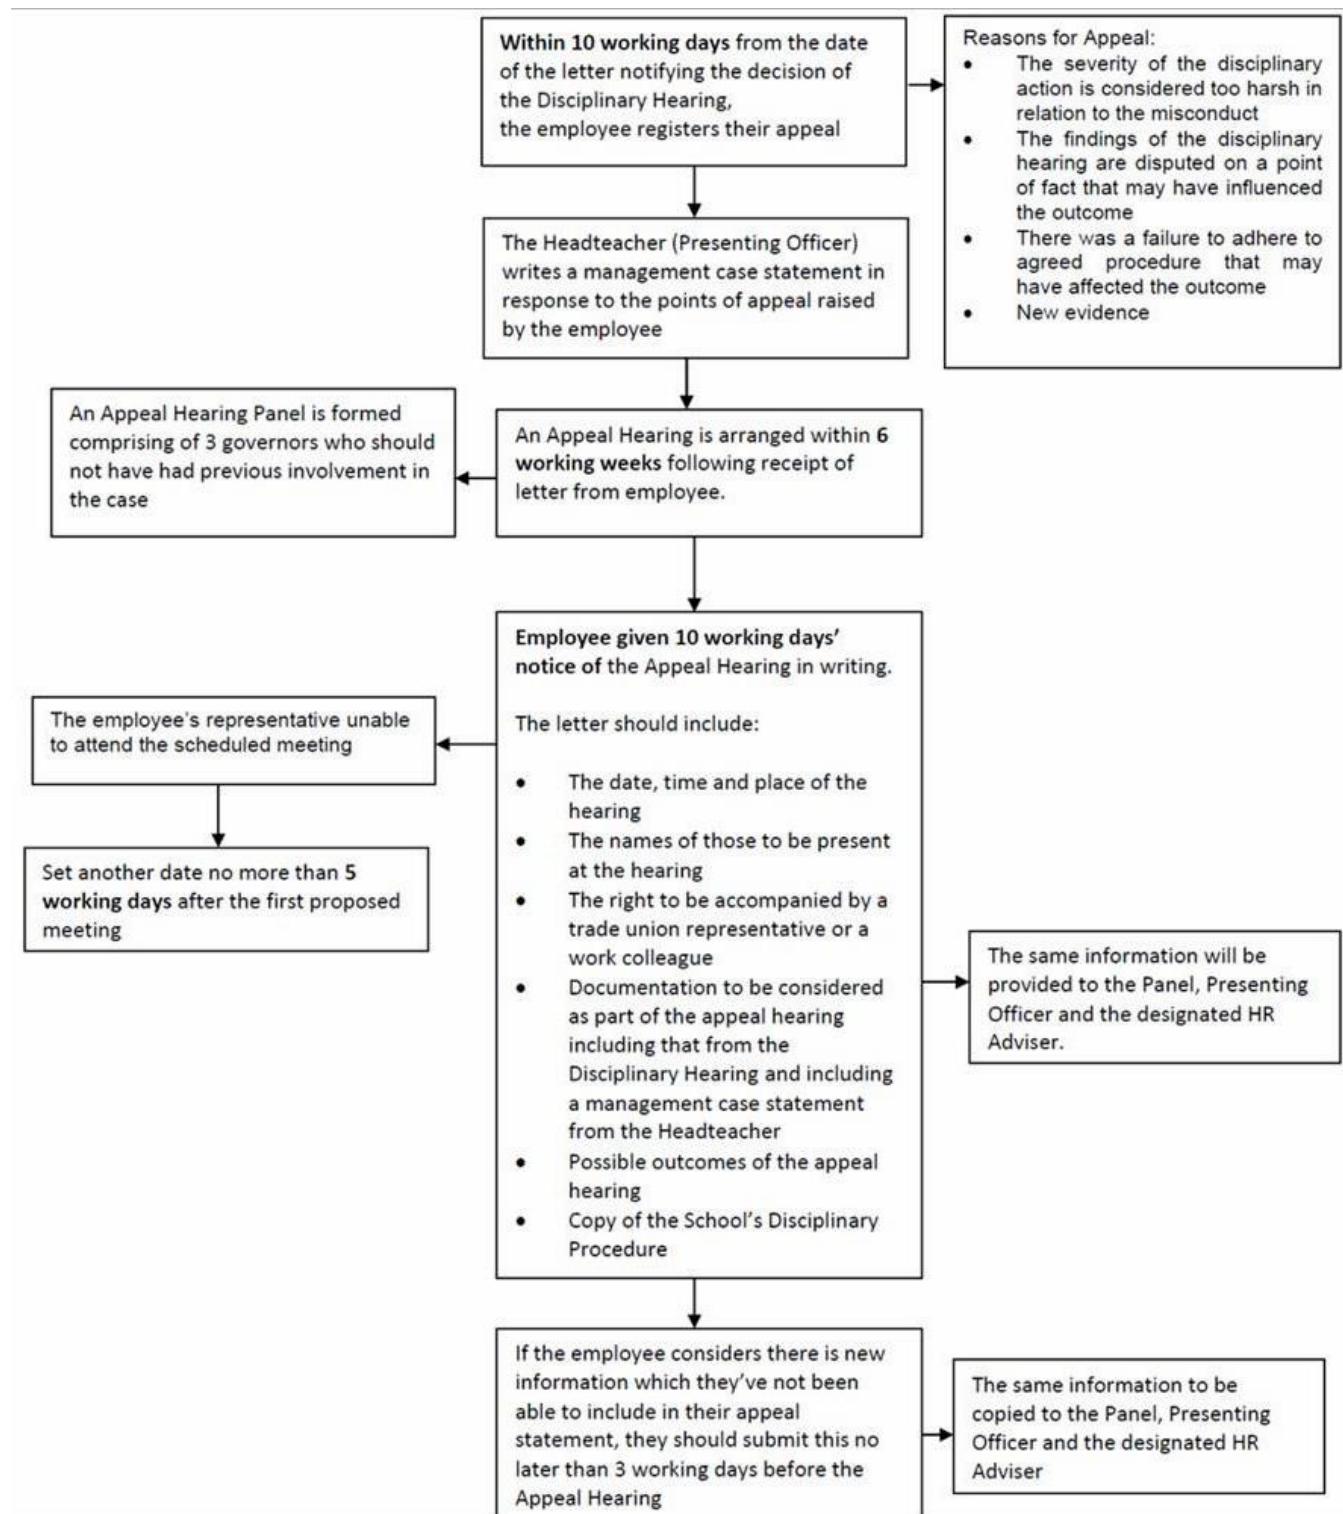 Within 10 working days from the date
of the letter notifying the decision of
the Disciplinary Hearing,
the employee registers their appeal
Reasons for Appeal:
• The severity of the disciplinary
action is considered too harsh in
relation to the misconduct
• The findings of the disciplinary
hearing are disputed on a point
of fact that may have influenced
the outcome
• There was a failure to adhere to
agreed procedure that may
have affected the outcome
• New evidence
The Headteacher (Presenting Officer)
writes a management case statement in
response to the points of appeal raised
by the employee
An Appeal Hearing Panel is formed
comprising of 3 governors who should
not have had previous involvement in
the case
An Appeal Hearing is arranged within 6
working weeks following receipt of
letter from employee.
Employee given 10 working days'
notice of the Appeal Hearing in writing.
The letter should include:
• The date, time and place of the
hearing
• The names of those to be present
at the hearing
• The right to be accompanied by a
trade union representative or a
work colleague
• Documentation to be considered
as part of the appeal hearing
including that from the
Disciplinary Hearing and including
a management case statement
from the Headteacher
• Possible outcomes of the appeal
hearing
• Copy of the School's Disciplinary
Procedure
The employee's representative unable
to attend the scheduled meeting
Set another date no more than 5
working days after the first proposed
meeting
The same information will be
provided to the Panel, Presenting
Officer and the designated HR
Adviser.
If the employee considers there is new
information which they've not been
able to include in their appeal
statement, they should submit this no
later than 3 working days before the
Appeal Hearing
The same information to be
copied to the Panel, Presenting
Officer and the designated HR
Adviser